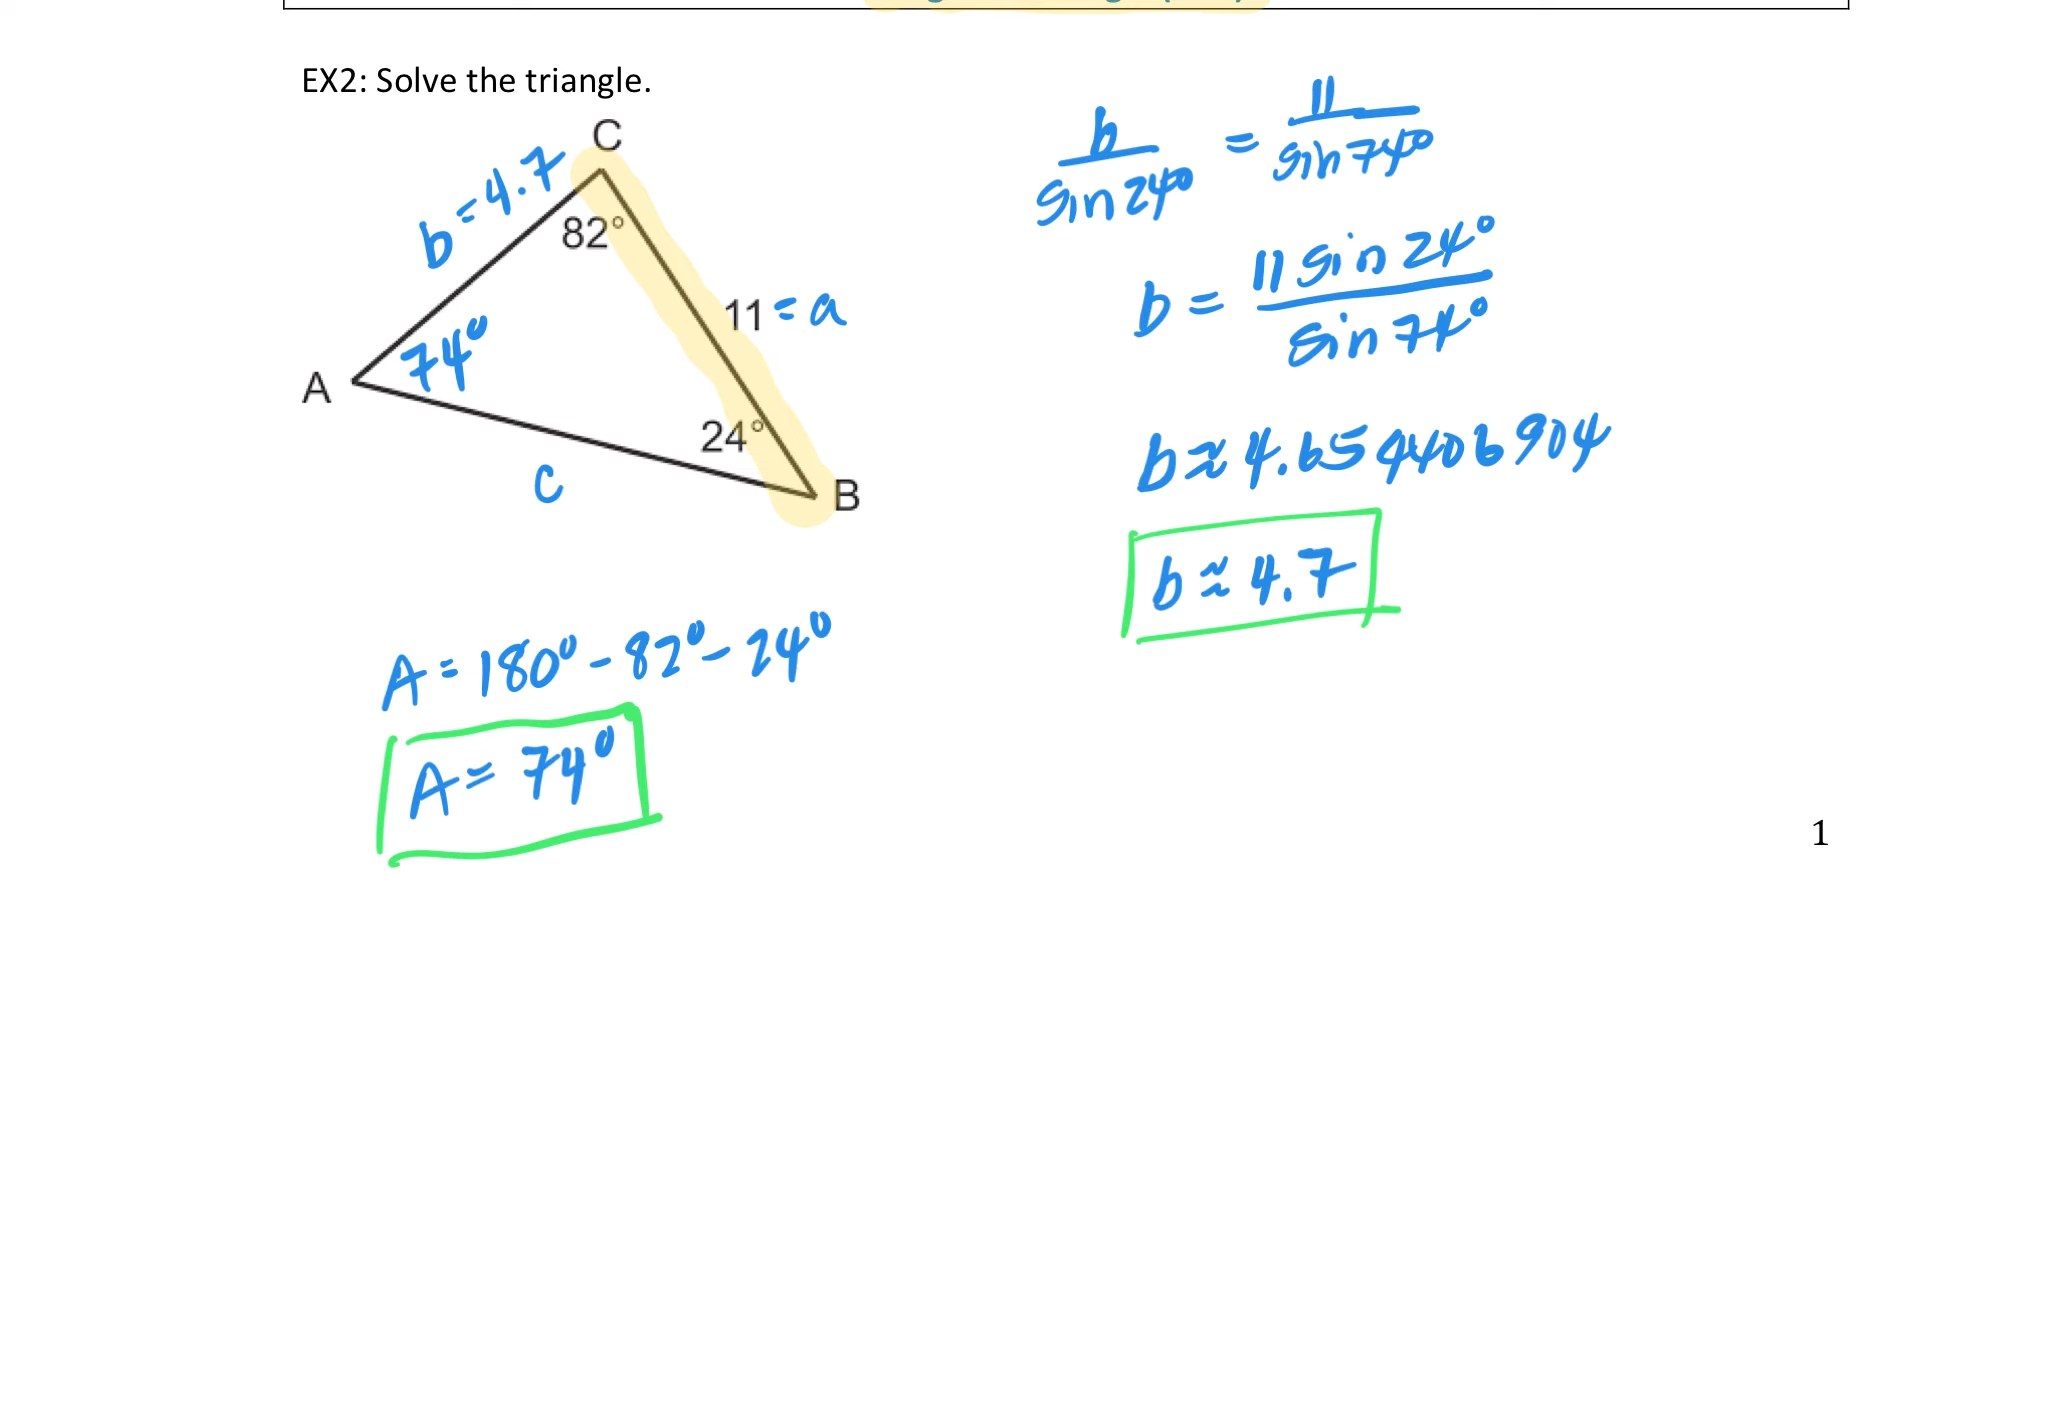 EX2: Solve the triangle.
C
b = 4.7
82°
11 = a
74°
A
24°
c
B
A = 180° - 82° - 24°
A = 74°
b / sin 24° = 11 / sin 74°
b = 11 sin 24° / sin 74°
b ≈ 4.654406904
b ≈ 4.7
1